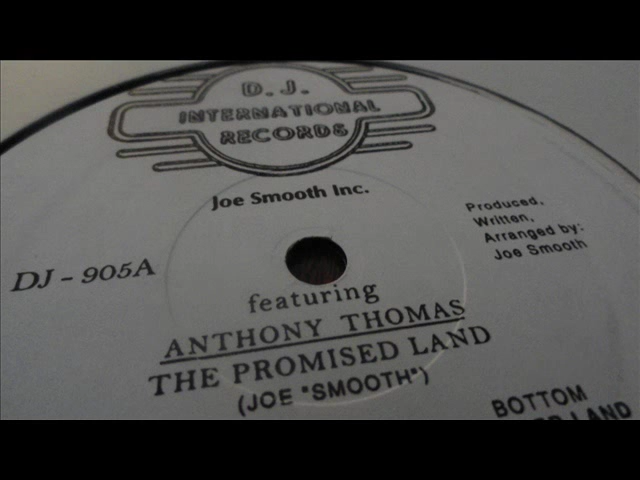 D.J.
INTERNATIONAL
RECORDS
Joe Smooth Inc.
Produced,
Written,
Arranged by:
Joe Smooth
DJ - 905A
featuring
ANTHONY THOMAS
THE PROMISED LAND
(JOE "SMOOTH")
BOTTOM
LAND